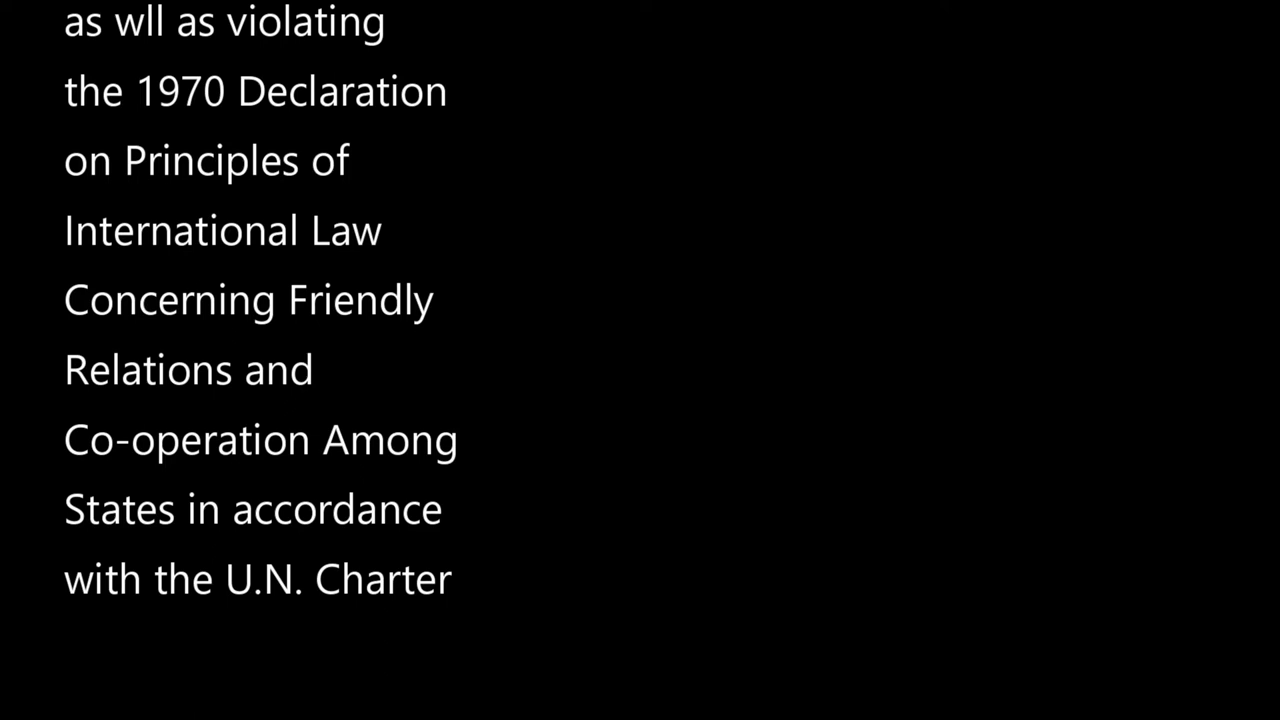 as wll as violating
the 1970 Declaration
on Principles of
International Law
Concerning Friendly
Relations and
Co-operation Among
States in accordance
with the U.N. Charter